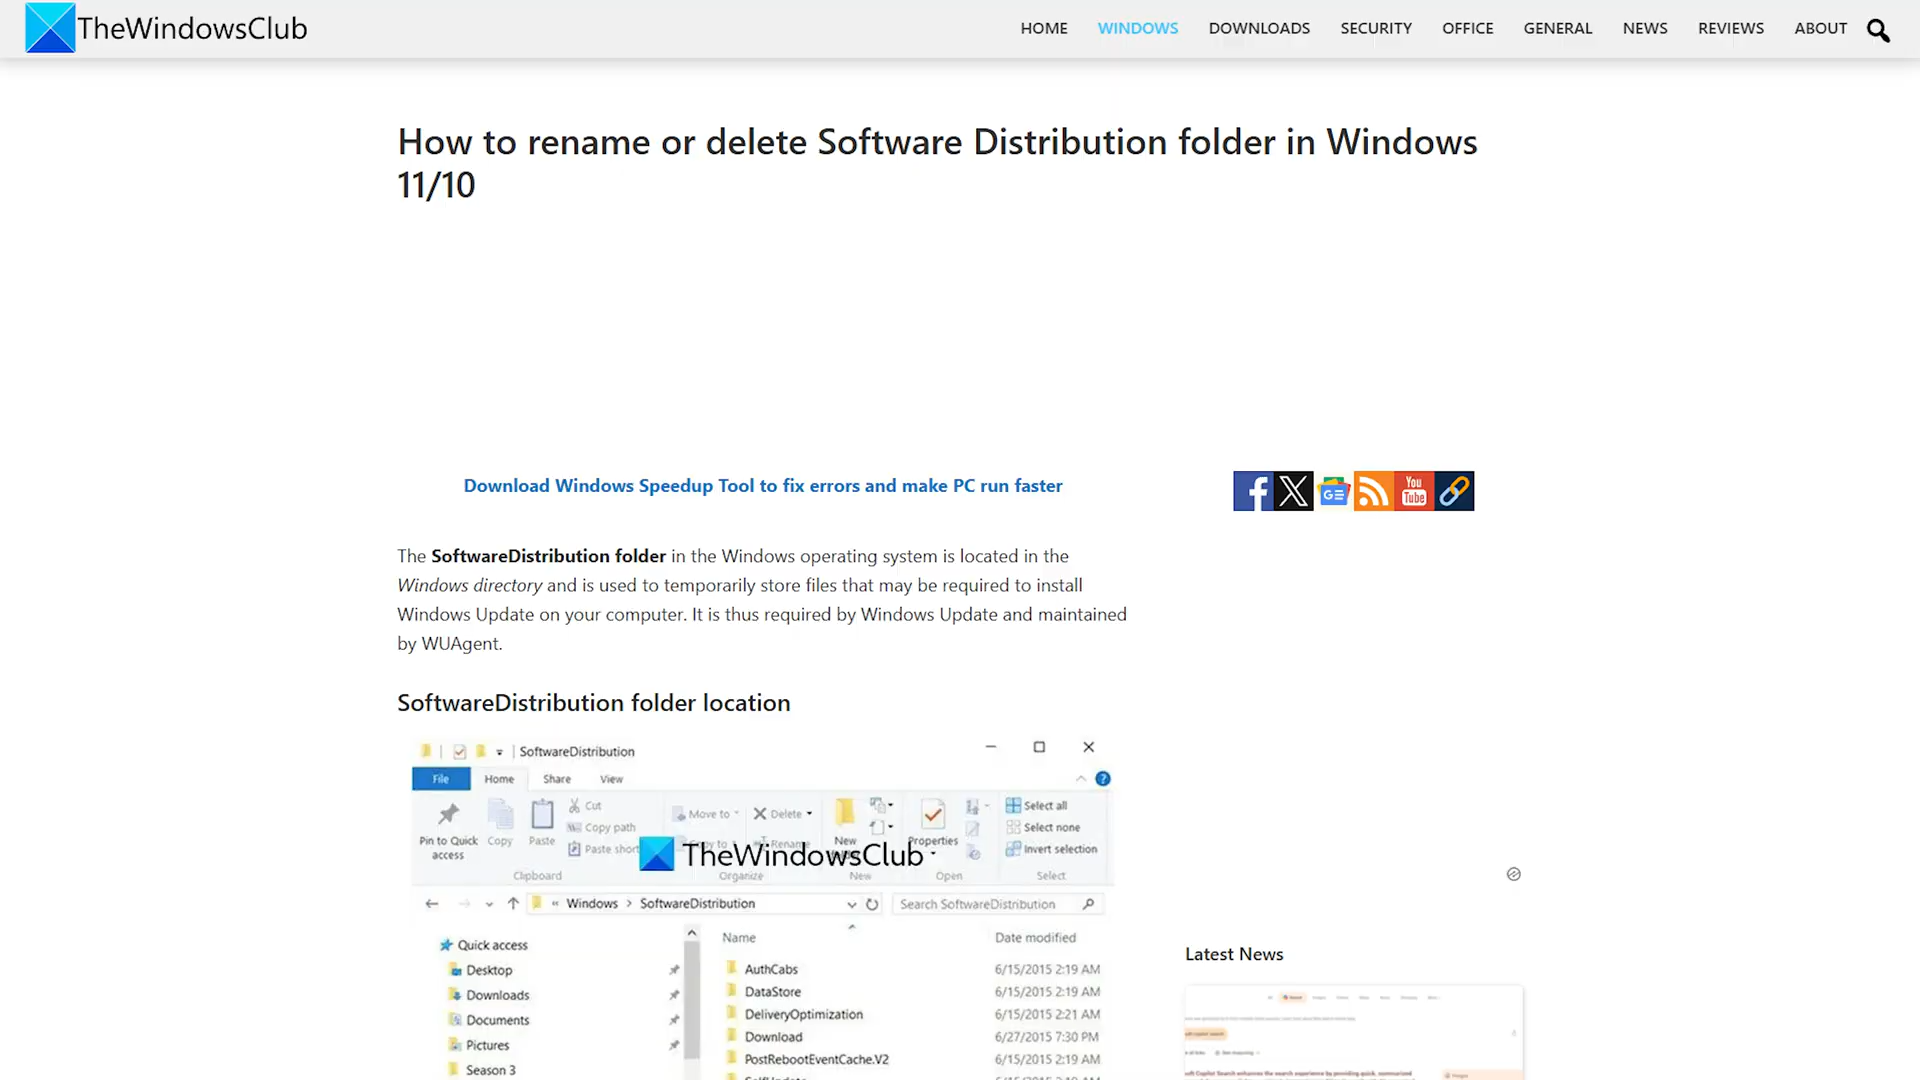 TheWindowsClub
HOME WINDOWS DOWNLOADS SECURITY OFFICE GENERAL NEWS REVIEWS ABOUT
How to rename or delete Software Distribution folder in Windows
11/10
Download Windows Speedup Tool to fix errors and make PC run faster
You
Tube
GE
The SoftwareDistribution folder in the Windows operating system is located in the
Windows directory and is used to temporarily store files that may be required to install
Windows Update on your computer. It is thus required by Windows Update and maintained
by WUAgent.
SoftwareDistribution folder location
SoftwareDistribution
File Home Share View
Pin to Quick
access
Copy
Paste
Cut
Copy path
Paste short
Clipboard
Move to
Copy to
Delete
Rename
Organize
New
New
Properties
Open
Select all
Select none
Invert selection
Select
TheWindowsClub
« Windows › SoftwareDistribution
Search SoftwareDistribution
Name Date modified
Quick access
Desktop
Downloads
Documents
Pictures
Season 3
AuthCabs 6/15/2015 2:19 AM
DataStore 6/15/2015 2:19 AM
DeliveryOptimization 6/15/2015 2:21 AM
Download 6/27/2015 7:30 PM
PostRebootEventCache.V2 6/15/2015 2:19 AM
Latest News